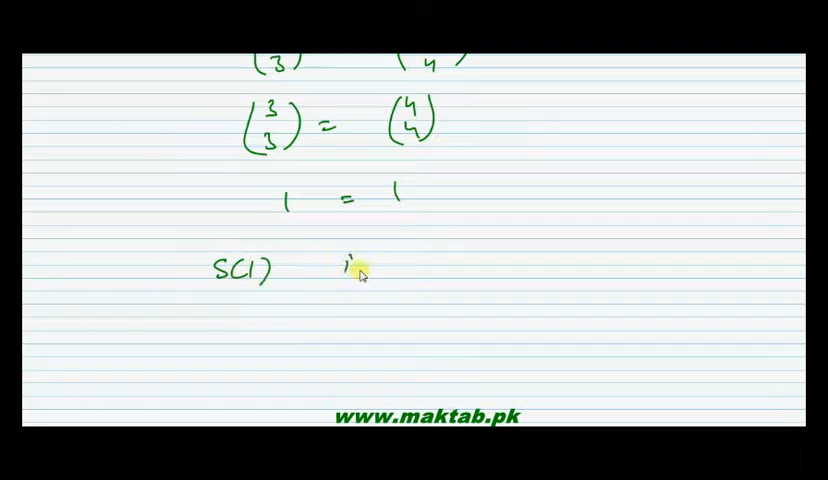 (3) (4)
(3 3) = (4 4)
1 = 1
S(1) i
www.maktab.pk